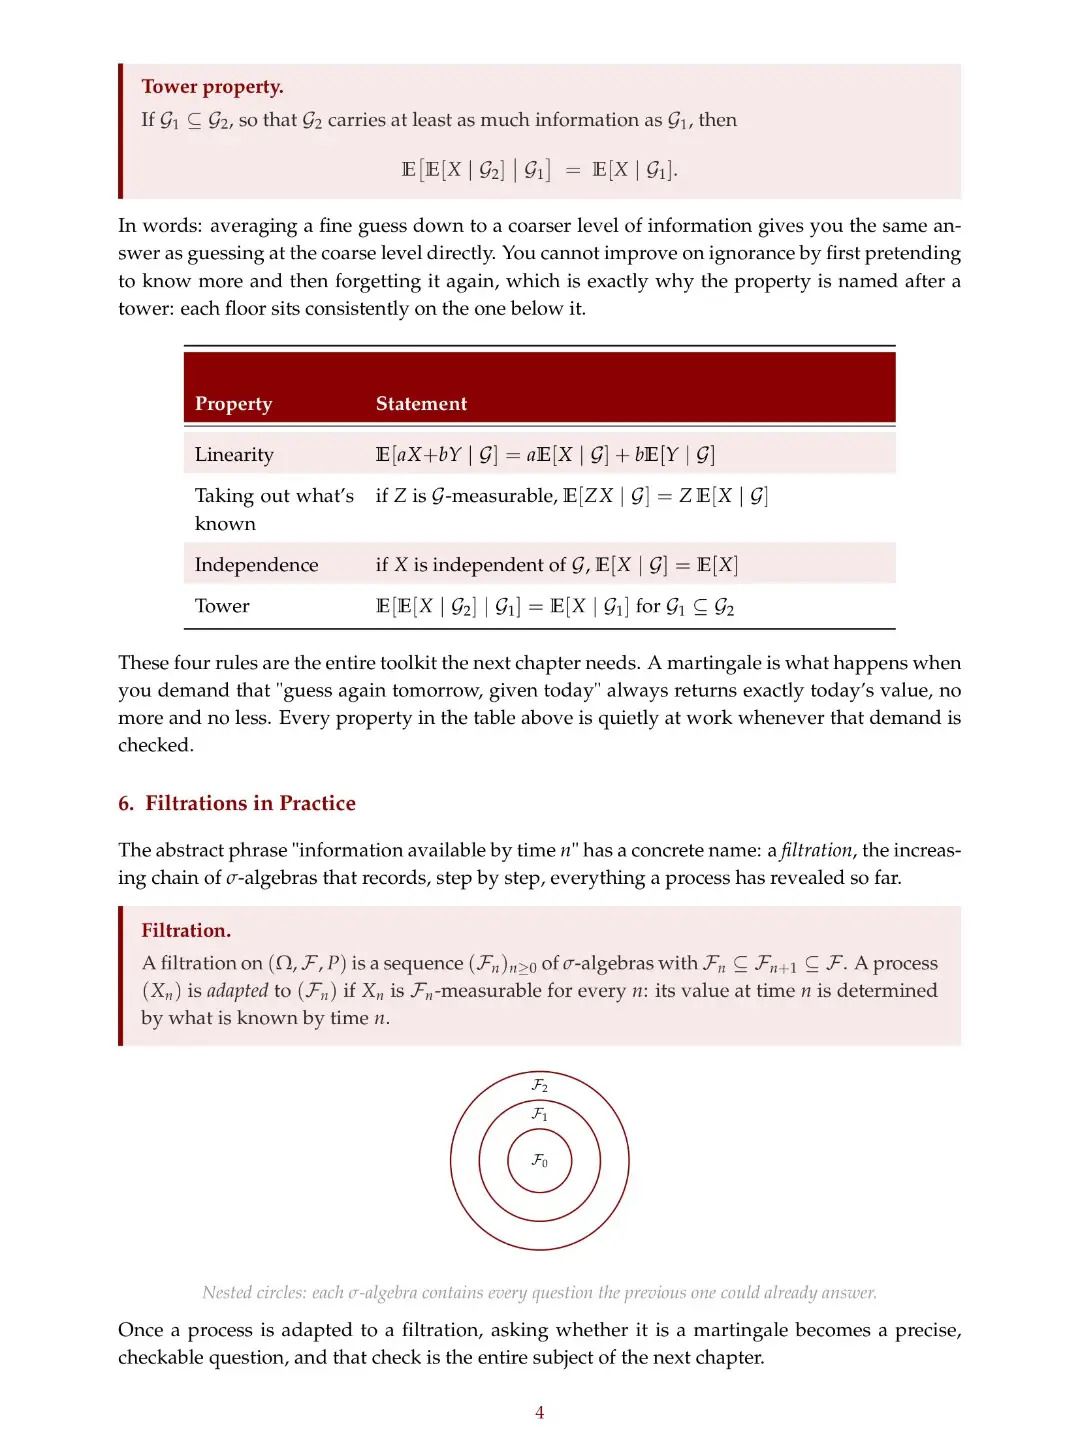 Tower property.
If 𝒢₁ ⊆ 𝒢₂, so that 𝒢₂ carries at least as much information as 𝒢₁, then
𝔼[𝔼[X | 𝒢₂] | 𝒢₁] = 𝔼[X | 𝒢₁].
In words: averaging a fine guess down to a coarser level of information gives you the same an-
swer as guessing at the coarse level directly. You cannot improve on ignorance by first pretending
to know more and then forgetting it again, which is exactly why the property is named after a
tower: each floor sits consistently on the one below it.
Property Statement
Linearity 𝔼[aX+bY | 𝒢] = a𝔼[X | 𝒢] + b𝔼[Y | 𝒢]
Taking out what’s if Z is 𝒢-measurable, 𝔼[ZX | 𝒢] = Z 𝔼[X | 𝒢]
known
Independence if X is independent of 𝒢, 𝔼[X | 𝒢] = 𝔼[X]
Tower 𝔼[𝔼[X | 𝒢₂] | 𝒢₁] = 𝔼[X | 𝒢₁] for 𝒢₁ ⊆ 𝒢₂
These four rules are the entire toolkit the next chapter needs. A martingale is what happens when
you demand that "guess again tomorrow, given today" always returns exactly today’s value, no
more and no less. Every property in the table above is quietly at work whenever that demand is
checked.
6. Filtrations in Practice
The abstract phrase "information available by time n" has a concrete name: a filtration, the increas-
ing chain of σ-algebras that records, step by step, everything a process has revealed so far.
Filtration.
A filtration on (Ω, ℱ, P) is a sequence (ℱₙ)ₙ≥₀ of σ-algebras with ℱₙ ⊆ ℱₙ₊₁ ⊆ ℱ. A process
(Xₙ) is adapted to (ℱₙ) if Xₙ is ℱₙ-measurable for every n: its value at time n is determined
by what is known by time n.
ℱ₂
ℱ₁
ℱ₀
Nested circles: each σ-algebra contains every question the previous one could already answer.
Once a process is adapted to a filtration, asking whether it is a martingale becomes a precise,
checkable question, and that check is the entire subject of the next chapter.
4